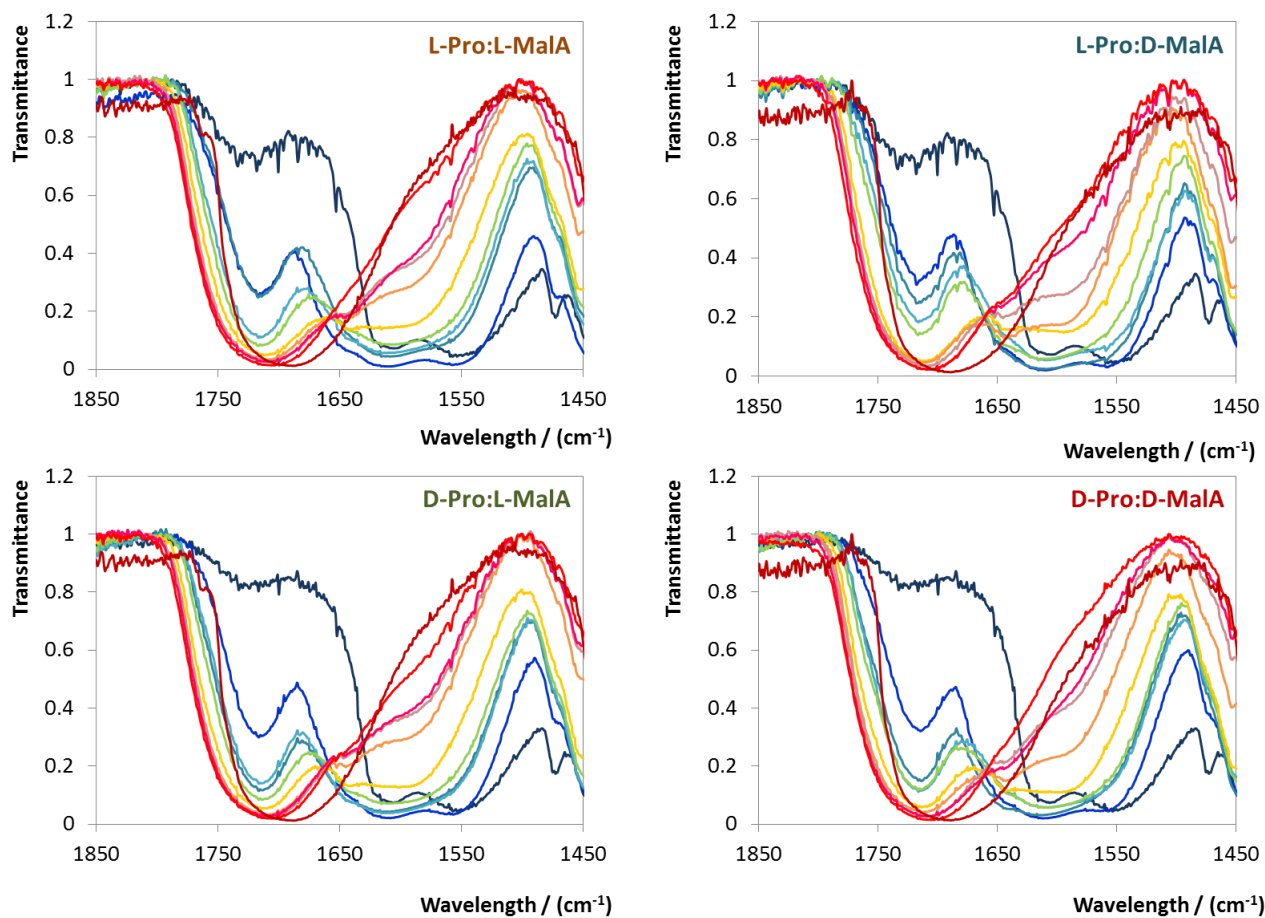 L-Pro:L-MalA
Transmittance
1.2
1
0.8
0.6
0.4
0.2
0
1850 1750 1650 1550 1450
Wavelength / (cm-1)
L-Pro:D-MalA
Transmittance
1.2
1
0.8
0.6
0.4
0.2
0
1850 1750 1650 1550 1450
Wavelength / (cm-1)
D-Pro:L-MalA
Transmittance
1.2
1
0.8
0.6
0.4
0.2
0
1850 1750 1650 1550 1450
Wavelength / (cm-1)
D-Pro:D-MalA
Transmittance
1.2
1
0.8
0.6
0.4
0.2
0
1850 1750 1650 1550 1450
Wavelength / (cm-1)